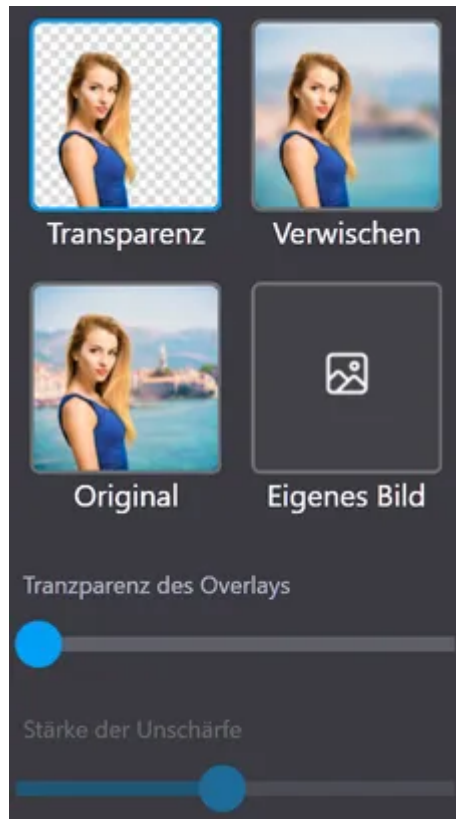 Transparenz
Verwischen
Original
Eigenes Bild
Tranzparenz des Overlays
Stärke der Unschärfe